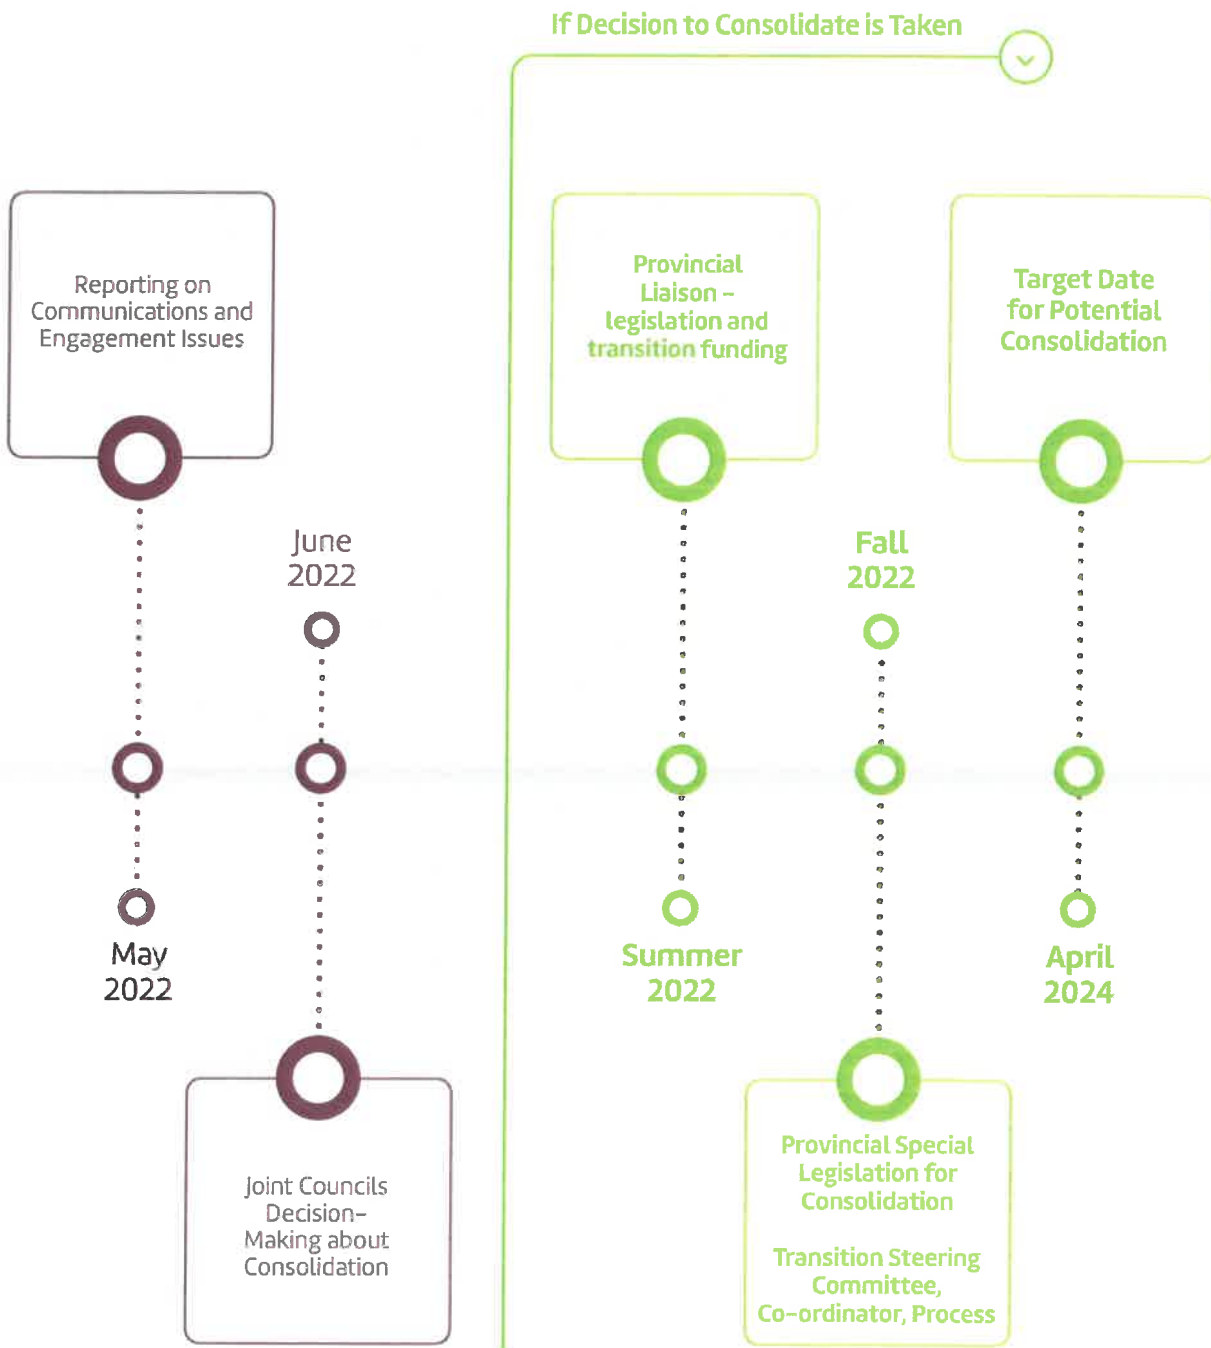 If Decision to Consolidate is Taken
Reporting on
Communications and
Engagement Issues
Provincial
Liaison –
legislation and
transition funding
Target Date
for Potential
Consolidation
June
2022
Fall
2022
May
2022
Summer
2022
April
2024
Joint Councils
Decision-
Making about
Consolidation
Provincial Special
Legislation for
Consolidation
Transition Steering
Committee,
Co-ordinator, Process